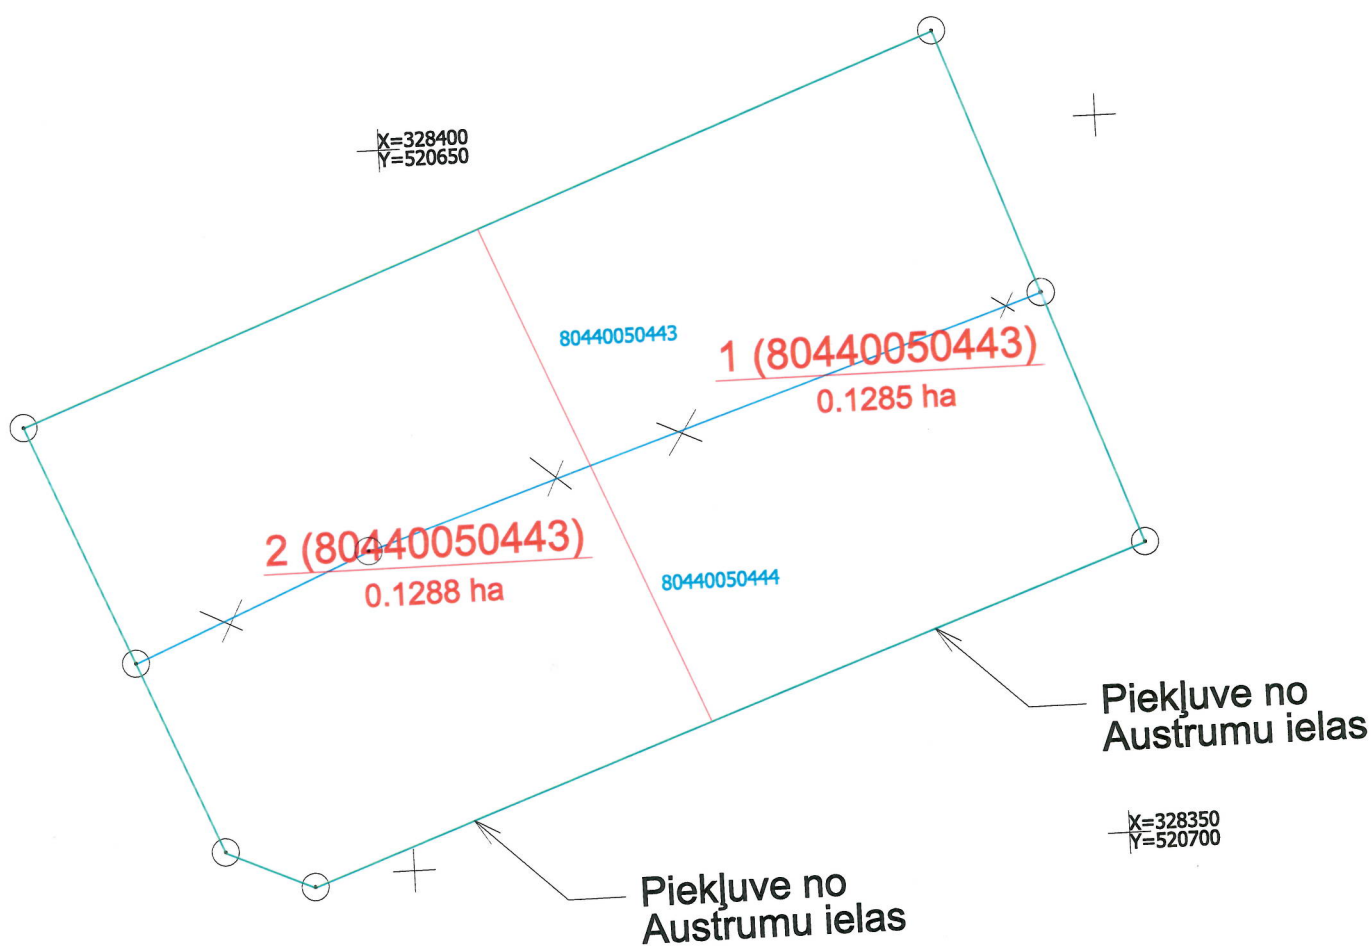 X=328400
Y=520650
80440050443
1 (80440050443)
0.1285 ha
2 (80440050443)
0.1288 ha
80440050444
Piekļuve no
Austrumu ielas
X=328350
Y=520700
Piekļuve no
Austrumu ielas